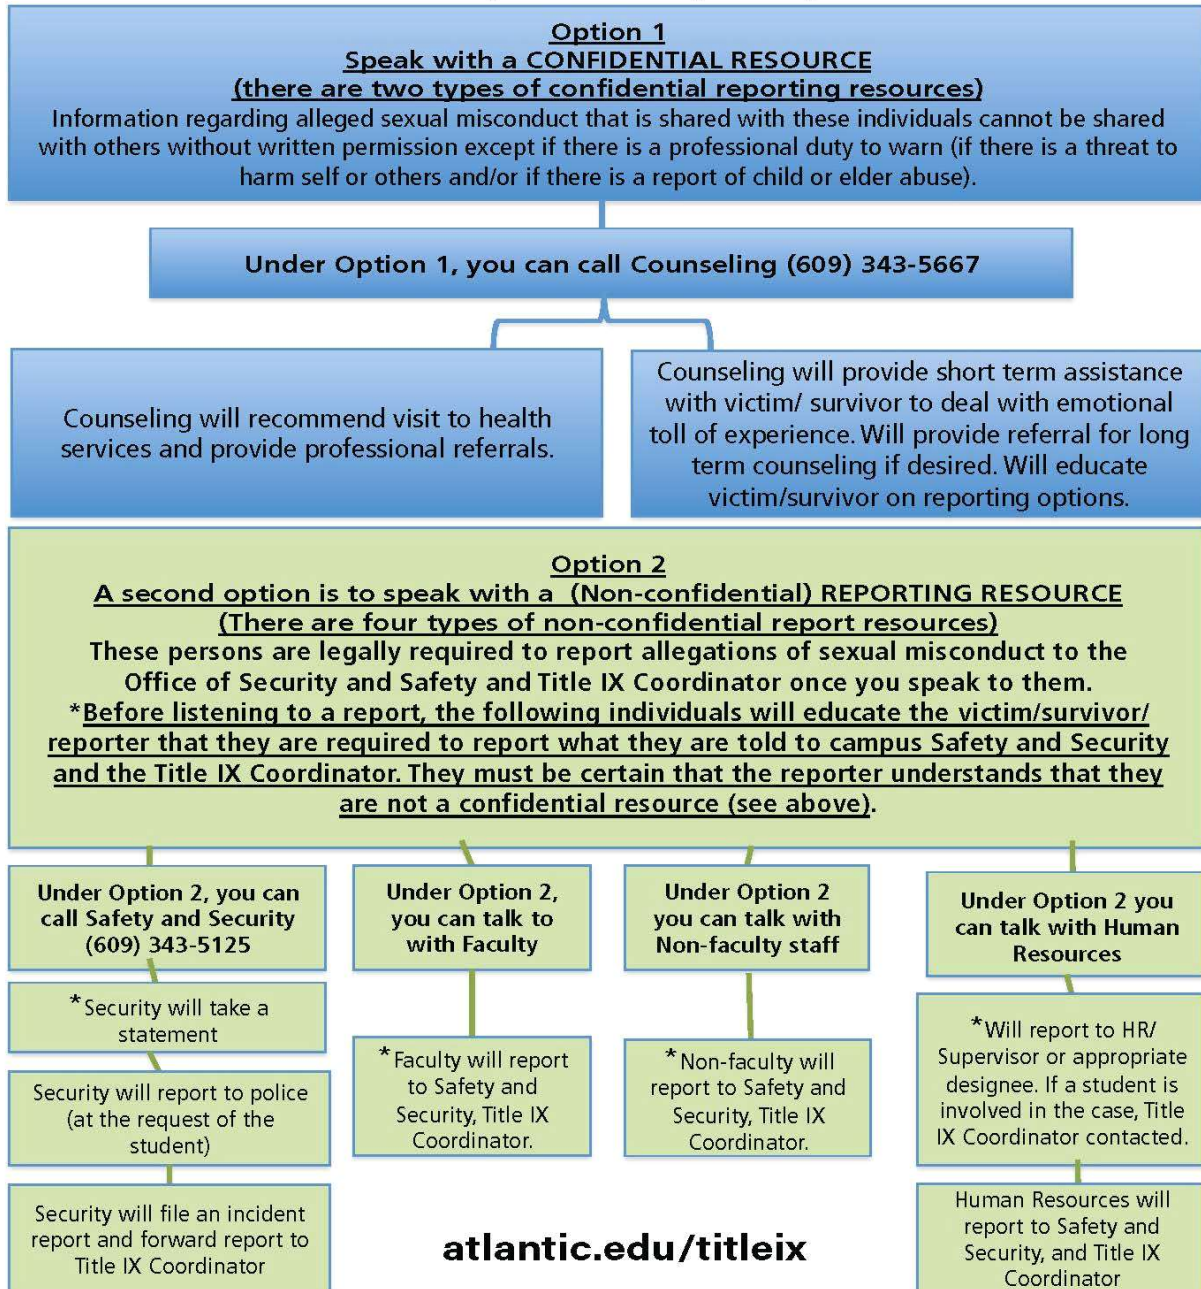 Option 1
Speak with a CONFIDENTIAL RESOURCE
(there are two types of confidential reporting resources)
Information regarding alleged sexual misconduct that is shared with these individuals cannot be shared
with others without written permission except if there is a professional duty to warn (if there is a threat to
harm self or others and/or if there is a report of child or elder abuse).
Under Option 1, you can call Counseling (609) 343-5667
Counseling will recommend visit to health
services and provide professional referrals.
Counseling will provide short term assistance
with victim/ survivor to deal with emotional
toll of experience. Will provide referral for long
term counseling if desired. Will educate
victim/survivor on reporting options.
Option 2
A second option is to speak with a (Non-confidential) REPORTING RESOURCE
(There are four types of non-confidential report resources)
These persons are legally required to report allegations of sexual misconduct to the
Office of Security and Safety and Title IX Coordinator once you speak to them.
*Before listening to a report, the following individuals will educate the victim/survivor/
reporter that they are required to report what they are told to campus Safety and Security
and the Title IX Coordinator. They must be certain that the reporter understands that they
are not a confidential resource (see above).
Under Option 2, you can
call Safety and Security
(609) 343-5125
*Security will take a
statement
Security will report to police
(at the request of the
student)
Security will file an incident
report and forward report to
Title IX Coordinator
Under Option 2,
you can talk to
with Faculty
*Faculty will report
to Safety and
Security, Title IX
Coordinator.
Under Option 2
you can talk with
Non-faculty staff
*Non-faculty will
report to Safety and
Security, Title IX
Coordinator.
Under Option 2 you
can talk with Human
Resources
*Will report to HR/
Supervisor or appropriate
designee. If a student is
involved in the case, Title
IX Coordinator contacted.
Human Resources will
report to Safety and
Security, and Title IX
Coordinator
atlantic.edu/titleix